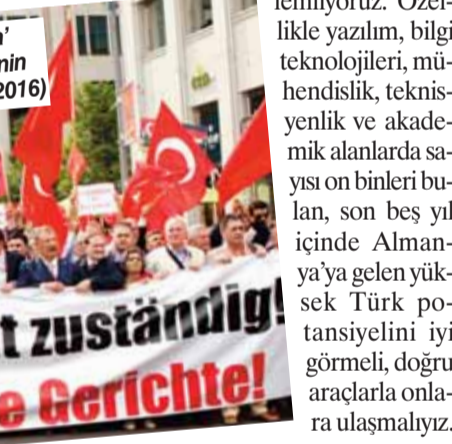 nin
2016)
t zuständig!
e Gerichte!
lemliyoruz. Özel-
likle yazılım, bilgi
teknolojileri, mü-
hendislik, teknis-
yenlik ve akade-
mik alanlarda sa-
yısı on binleri bu-
lan, son beş yıl
içinde Alman-
ya’ya gelen yük-
sek Türk po-
tansiyelini iyi
görmeli, doğru
araçlarla onla-
ra ulaşmalıyız.